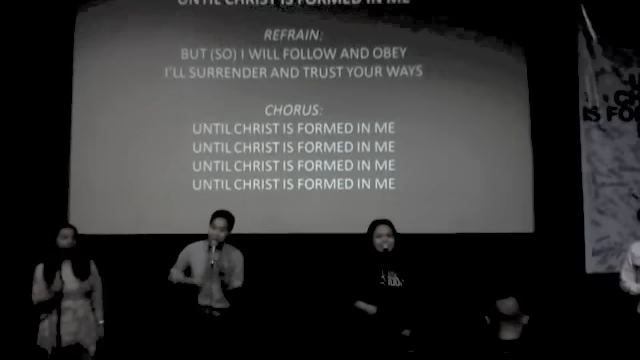 UNTIL CHRIST IS FORMED IN ME
REFRAIN:
BUT (SO) I WILL FOLLOW AND OBEY
I'LL SURRENDER AND TRUST YOUR WAYS
CHORUS:
UNTIL CHRIST IS FORMED IN ME
UNTIL CHRIST IS FORMED IN ME
UNTIL CHRIST IS FORMED IN ME
UNTIL CHRIST IS FORMED IN ME
IS FO